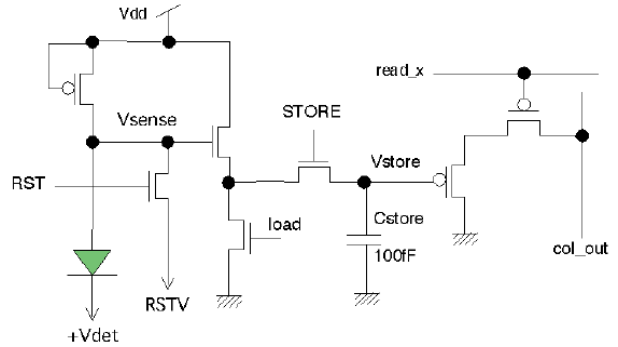 Vdd
read_x
Vsense
STORE
Vstore
RST
load
Cstore
100fF
col_out
RSTV
+Vdet